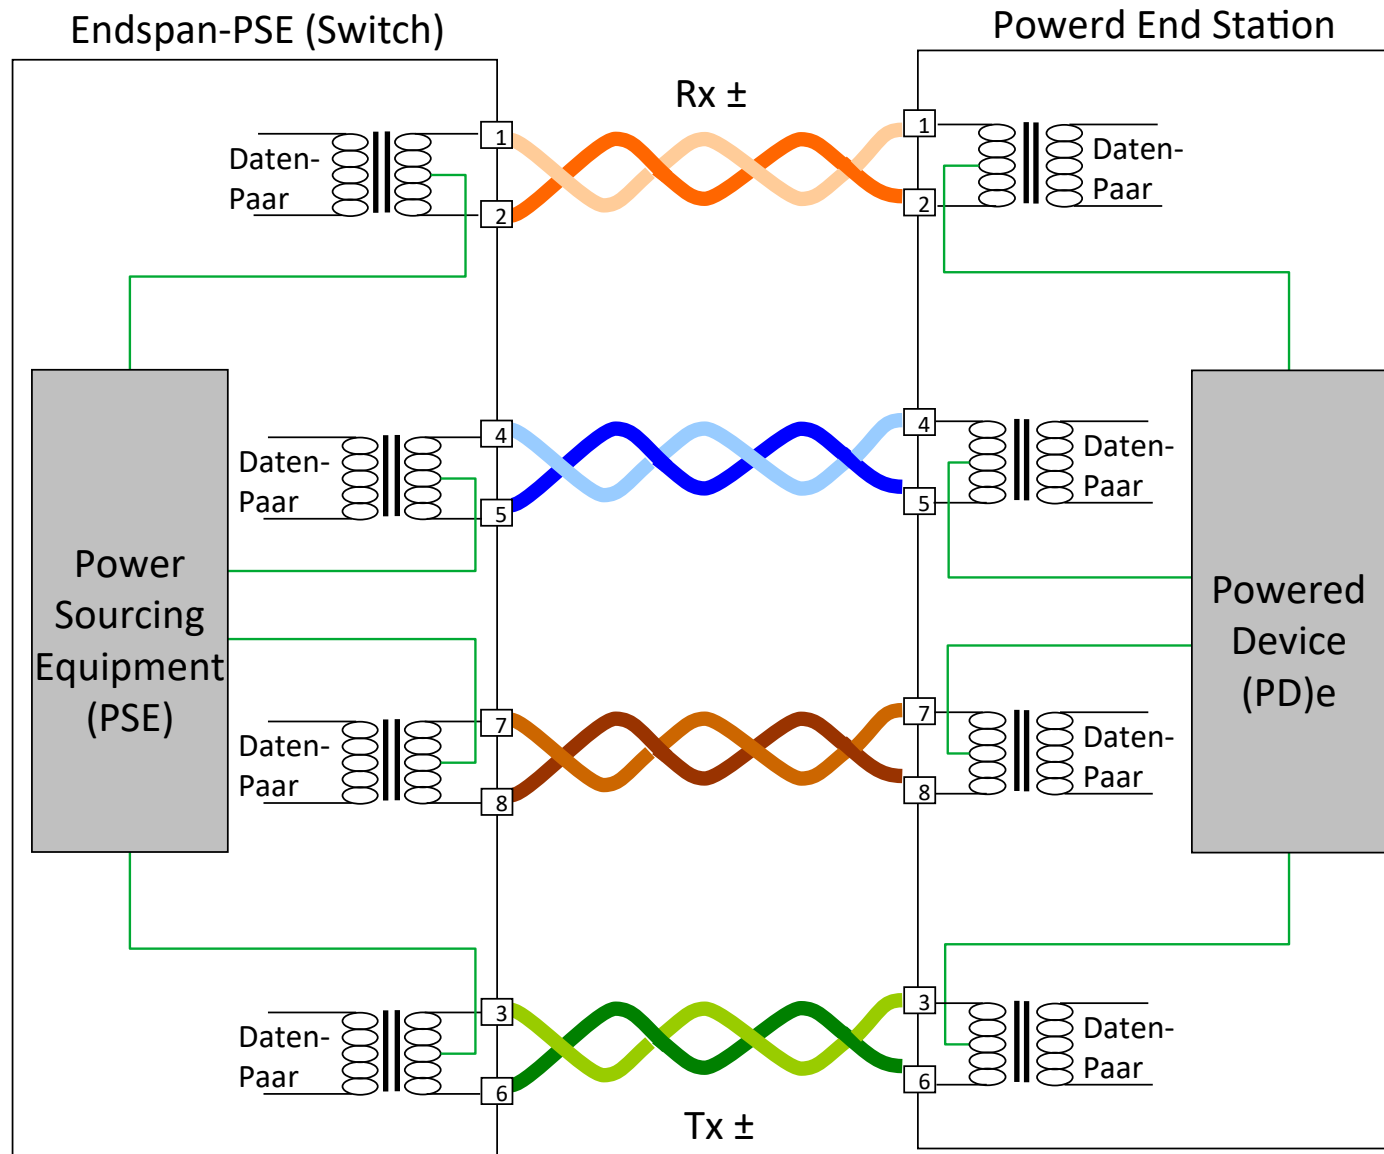 Endspan-PSE (Switch)
Powerd End Station
Rx ±
1
2
Daten-
Paar
1
2
Daten-
Paar
4
5
Daten-
Paar
4
5
Daten-
Paar
Power
Sourcing
Equipment
(PSE)
Powered
Device
(PD)e
7
8
Daten-
Paar
7
8
Daten-
Paar
3
6
Daten-
Paar
3
6
Daten-
Paar
Tx ±